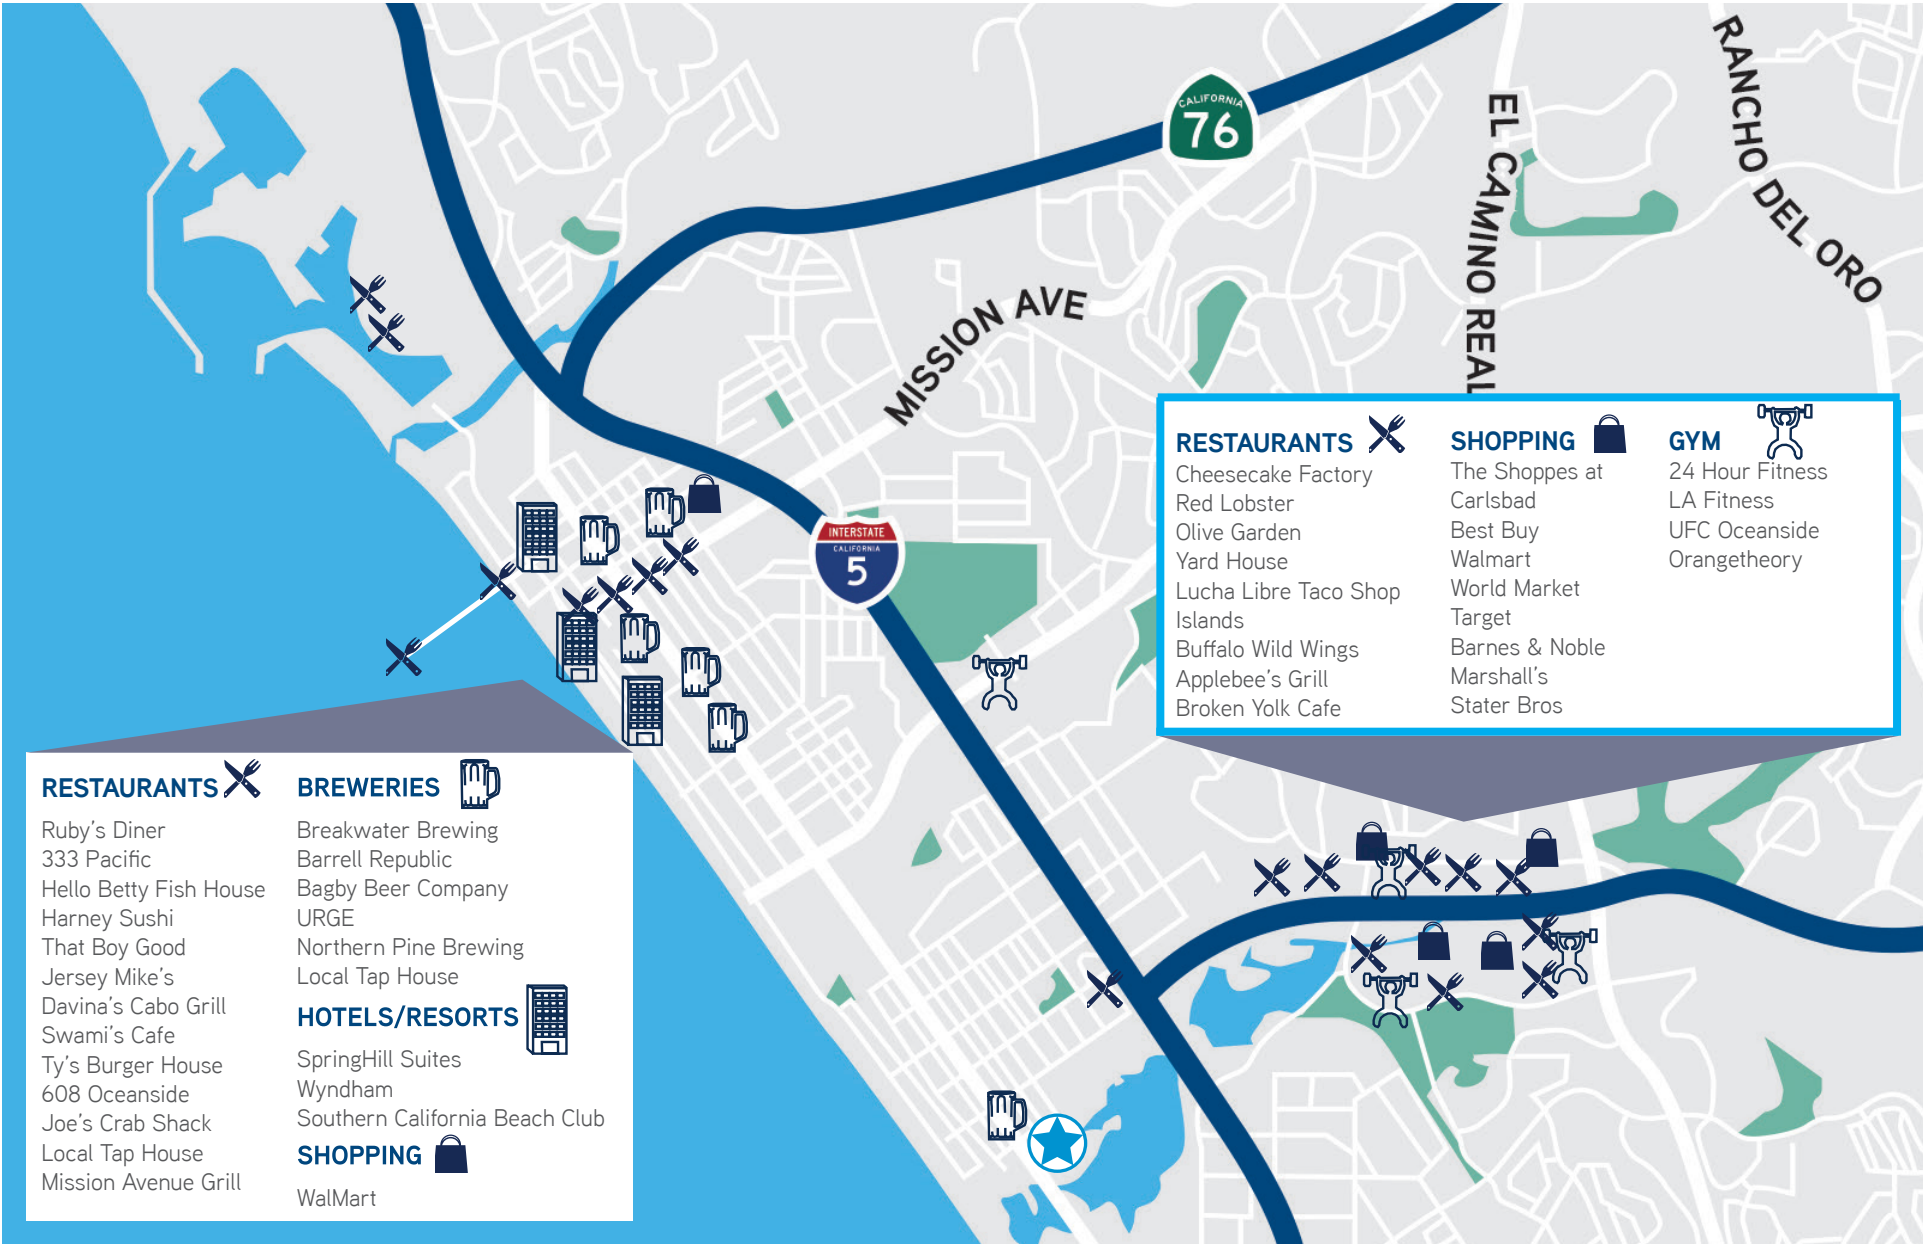 CALIFORNIA
76
EL CAMINO REAL
RANCHO DEL ORO
MISSION AVE
INTERSTATE
CALIFORNIA
5
RESTAURANTS
Cheesecake Factory
Red Lobster
Olive Garden
Yard House
Lucha Libre Taco Shop
Islands
Buffalo Wild Wings
Applebee's Grill
Broken Yolk Cafe
SHOPPING
The Shoppes at
Carlsbad
Best Buy
Walmart
World Market
Target
Barnes & Noble
Marshall's
Stater Bros
GYM
24 Hour Fitness
LA Fitness
UFC Oceanside
Orangetheory
RESTAURANTS
Ruby's Diner
333 Pacific
Hello Betty Fish House
Harney Sushi
That Boy Good
Jersey Mike's
Davina's Cabo Grill
Swami's Cafe
Ty's Burger House
608 Oceanside
Joe's Crab Shack
Local Tap House
Mission Avenue Grill
BREWERIES
Breakwater Brewing
Barrell Republic
Bagby Beer Company
URGE
Northern Pine Brewing
Local Tap House
HOTELS/RESORTS
SpringHill Suites
Wyndham
Southern California Beach Club
SHOPPING
WalMart